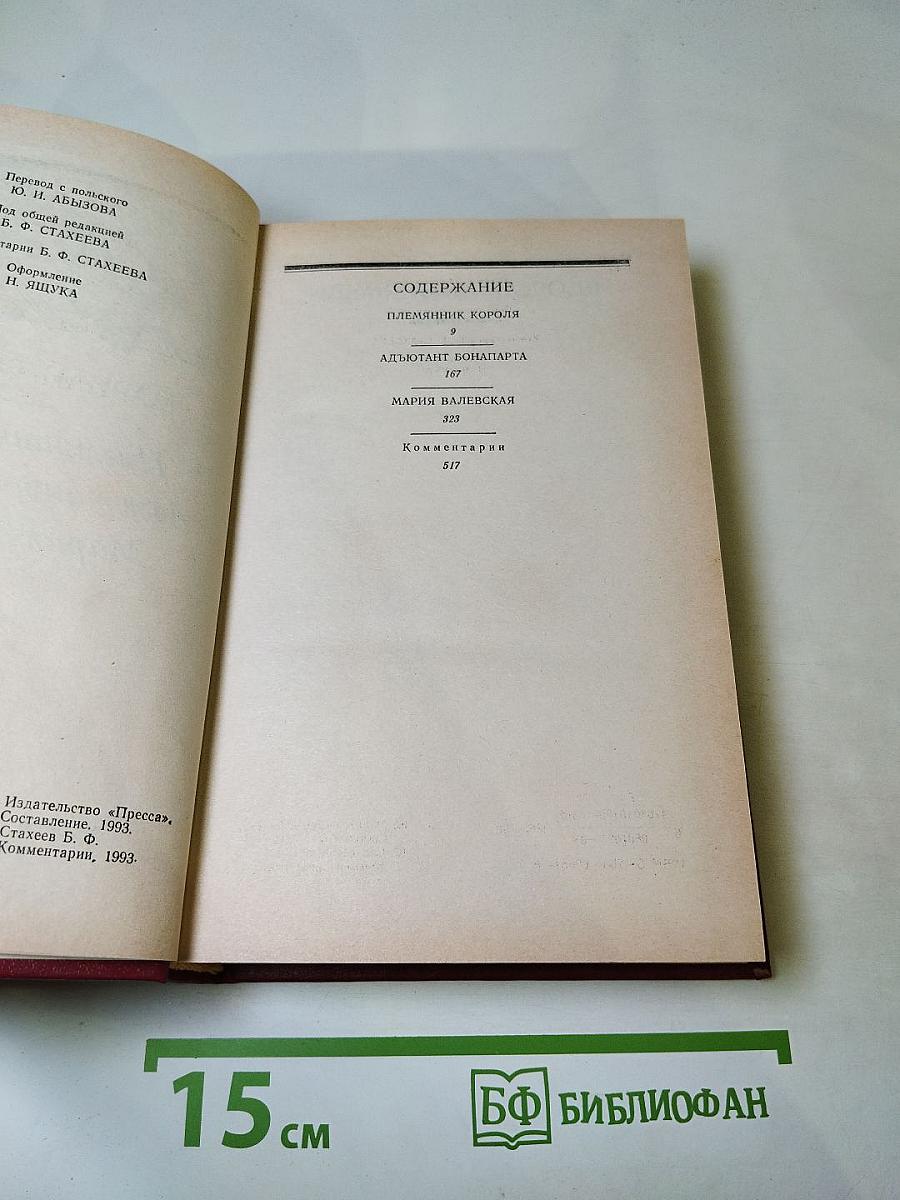 Перевод с польского
Ю. И. АБЫЗОВА
Под общей редакцией
Б. Ф. СТАХЕЕВА
тарии Б. Ф. СТАХЕЕВА
Оформление
Н. ЯЩУКА
Издательство «Пресса».
Составление, 1993.
Стахеев Б. Ф.
Комментарии, 1993.
СОДЕРЖАНИЕ
ПЛЕМЯННИК КОРОЛЯ
9
АДЪЮТАНТ БОНАПАРТА
167
МАРИЯ ВАЛЕВСКАЯ
323
Комментарии
517
15 см
БФ БИБЛИОФАН